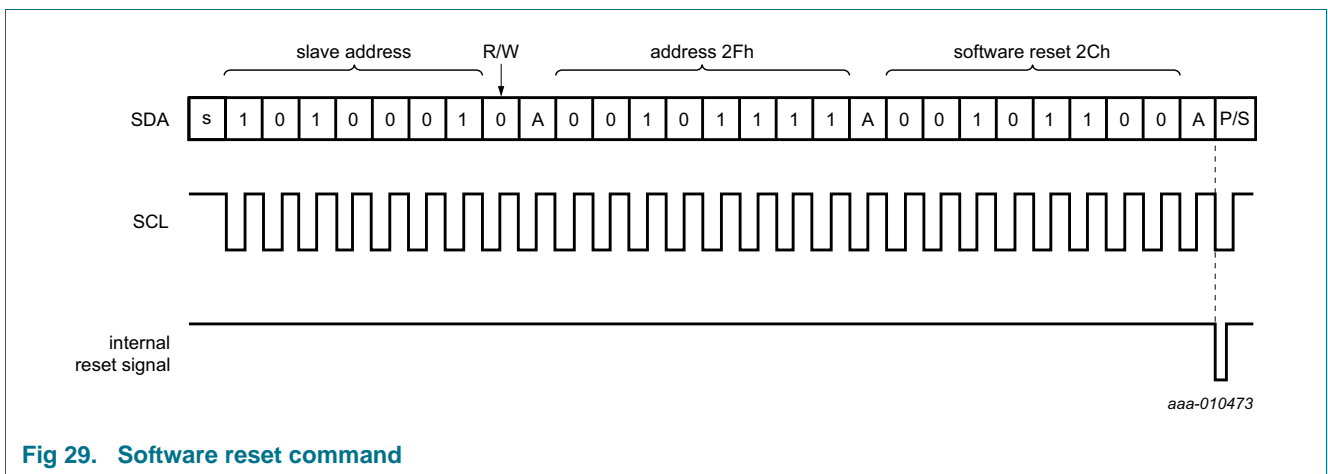 slave address R/W address 2Fh software reset 2Ch
SDA s 1 0 1 0 0 0 1 0 A 0 0 1 0 1 1 1 1 A 0 0 1 0 1 1 0 0 A P/S
SCL
internal
reset signal
aaa-010473
Fig 29. Software reset command